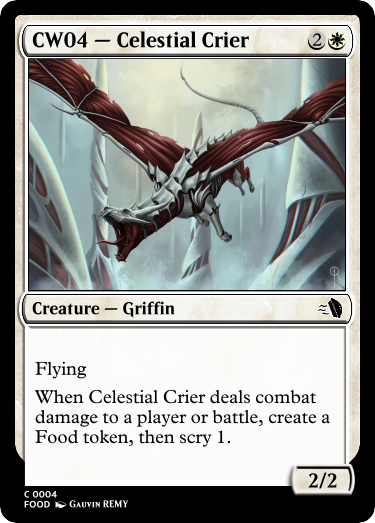 CW04 — Celestial Crier 2
Creature — Griffin
Flying
When Celestial Crier deals combat
damage to a player or battle, create a
Food token, then scry 1.
2/2
C 0004
FOOD Gauvin REMY